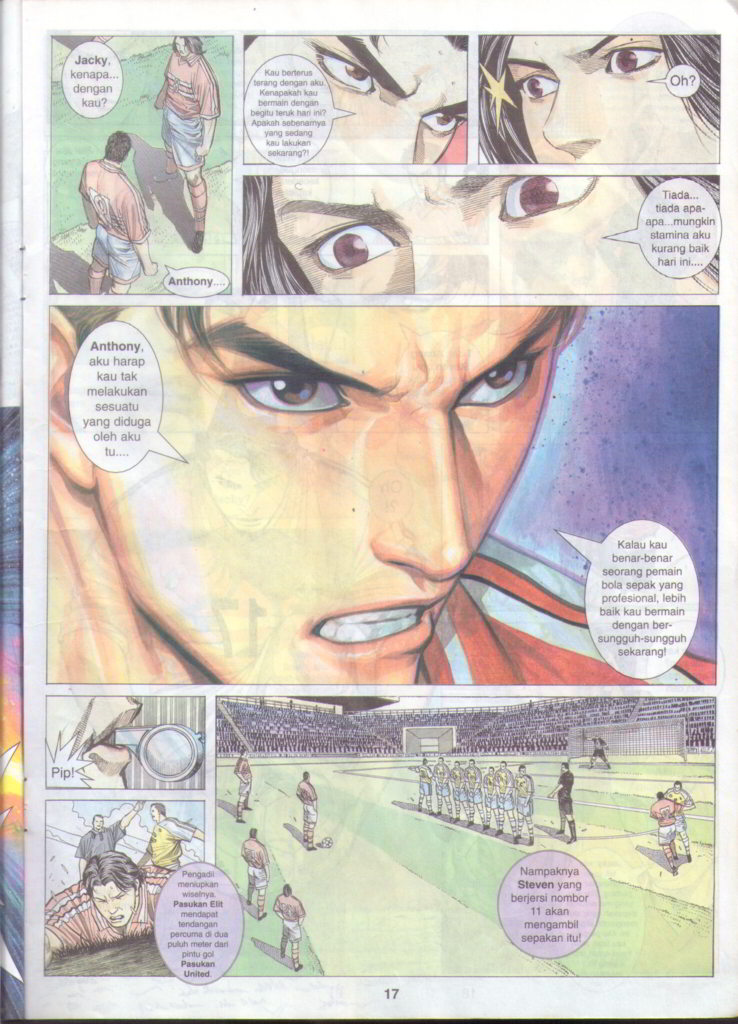 Jacky,
kenapa...
dengan
kau?
Anthony....
Kau berterus
terang dengan aku.
Kenapakah kau
bermain dengan
begitu teruk hari ini?
Apakah sebenarnya
yang sedang
kau lakukan
sekarang?!
Oh?
Tiada...
tiada apa-
apa...mungkin
stamina aku
kurang baik
hari ini....
Anthony,
aku harap
kau tak
melakukan
sesuatu
yang diduga
oleh aku
tu....
Kalau kau
benar-benar
seorang pemain
bola sepak yang
profesional, lebih
baik kau bermain
dengan ber-
sungguh-sungguh
sekarang!
Pip!
Pengadil
meniupkan
wiselnya.
Pasukan Elit
mendapat
tendangan
percuma di dua
puluh meter dari
pintu gol
Pasukan
United.
Nampaknya
Steven yang
berjersi nombor
11 akan
mengambil
sepakan itu!
17